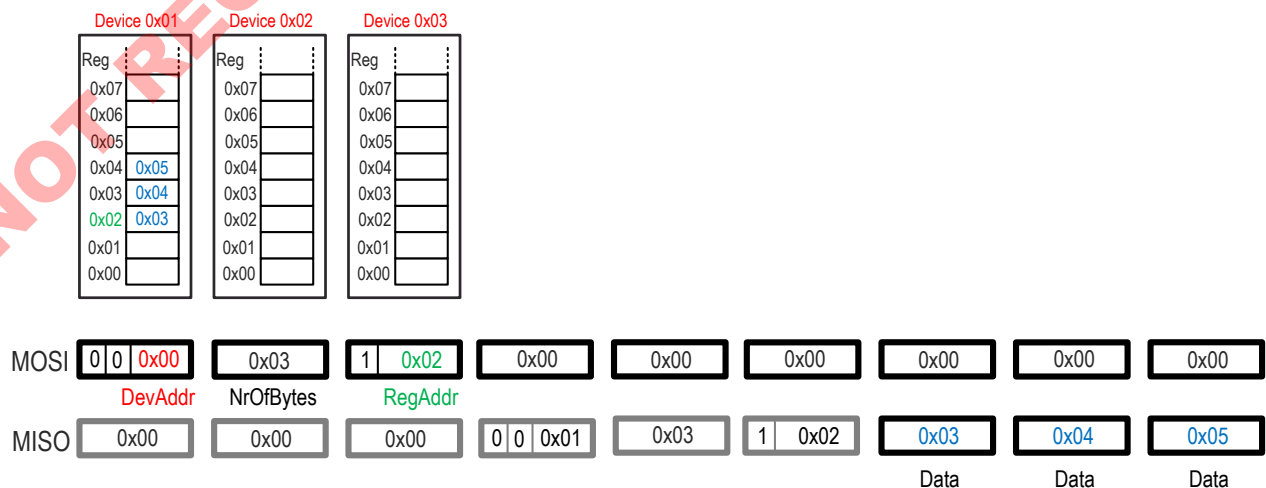 Device 0x01 Device 0x02 Device 0x03
Reg Reg Reg
0x07 0x07 0x07
0x06 0x06 0x06
0x05 0x05 0x05
0x04 0x05 0x04 0x04
0x03 0x04 0x03 0x03
0x02 0x03 0x02 0x02
0x01 0x01 0x01
0x00 0x00 0x00
MOSI 0 0 0x00 0x03 1 0x02 0x00 0x00 0x00 0x00 0x00 0x00
DevAddr NrOfBytes RegAddr
MISO 0x00 0x00 0x00 0 0 0x01 0x03 1 0x02 0x03 0x04 0x05
Data Data Data
NOT